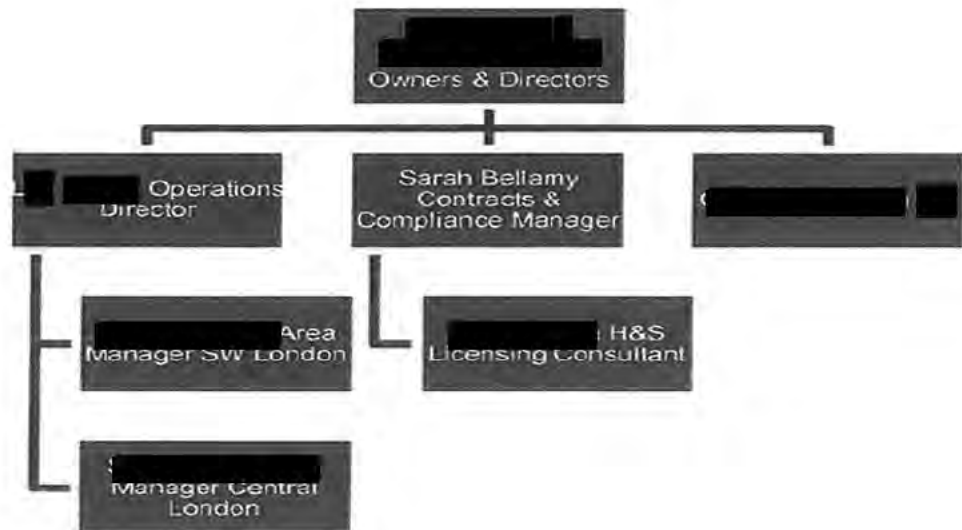 Owners & Directors
Operations
Director
Sarah Bellamy
Contracts &
Compliance Manager
Area
Manager SW London
H&S
Licensing Consultant
Manager Central
London